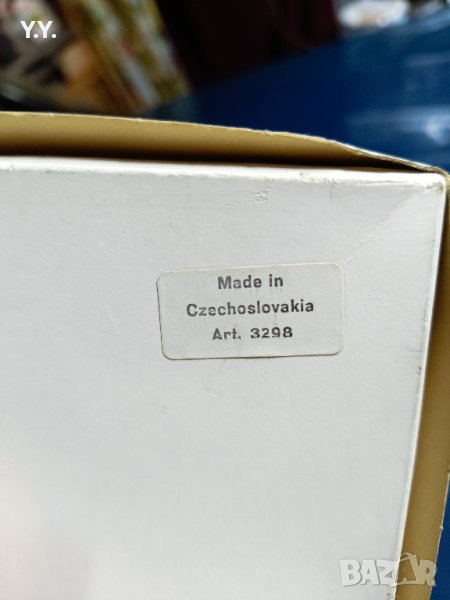 Y.Y.
Made in
Czechoslovakia
Art. 3298
BAZAR